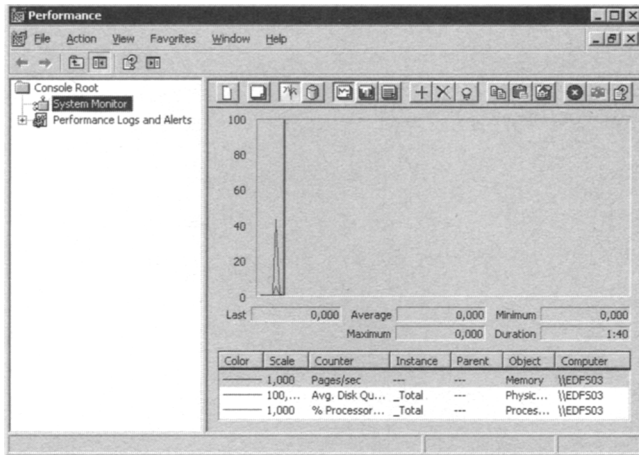 Performance
File Action View Favorites Window Help
Console Root
System Monitor
Performance Logs and Alerts
100
80
60
40
20
0
Last 0,000 Average 0,000 Minimum 0,000
Maximum 0,000 Duration 1:40
Color Scale Counter Instance Parent Object Computer
1,000 Pages/sec --- --- Memory \\EDFS03
100,... Avg. Disk Qu... _Total --- Physic... \\EDFS03
1,000 % Processor... _Total --- Proces... \\EDFS03